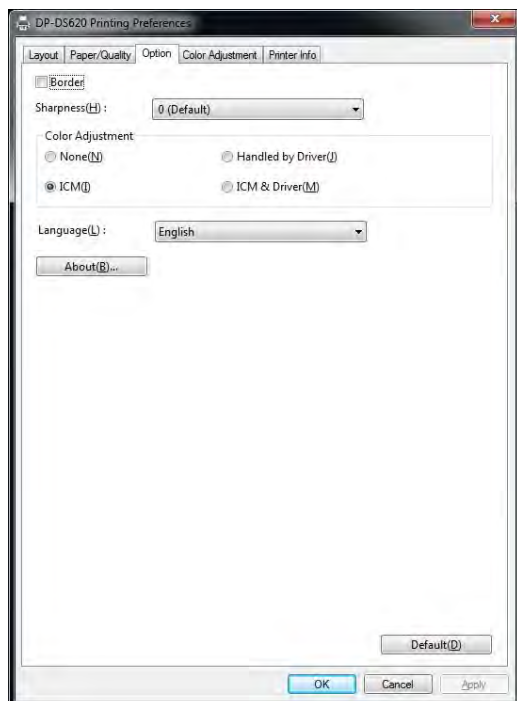 DP-DS620 Printing Preferences
Layout Paper/Quality Option Color Adjustment Printer Info
Border
Sharpness(H) : 0 (Default)
Color Adjustment
None(N) Handled by Driver(J)
ICM(I) ICM & Driver(M)
Language(L) : English
About(B)...
Default(D)
OK Cancel Apply